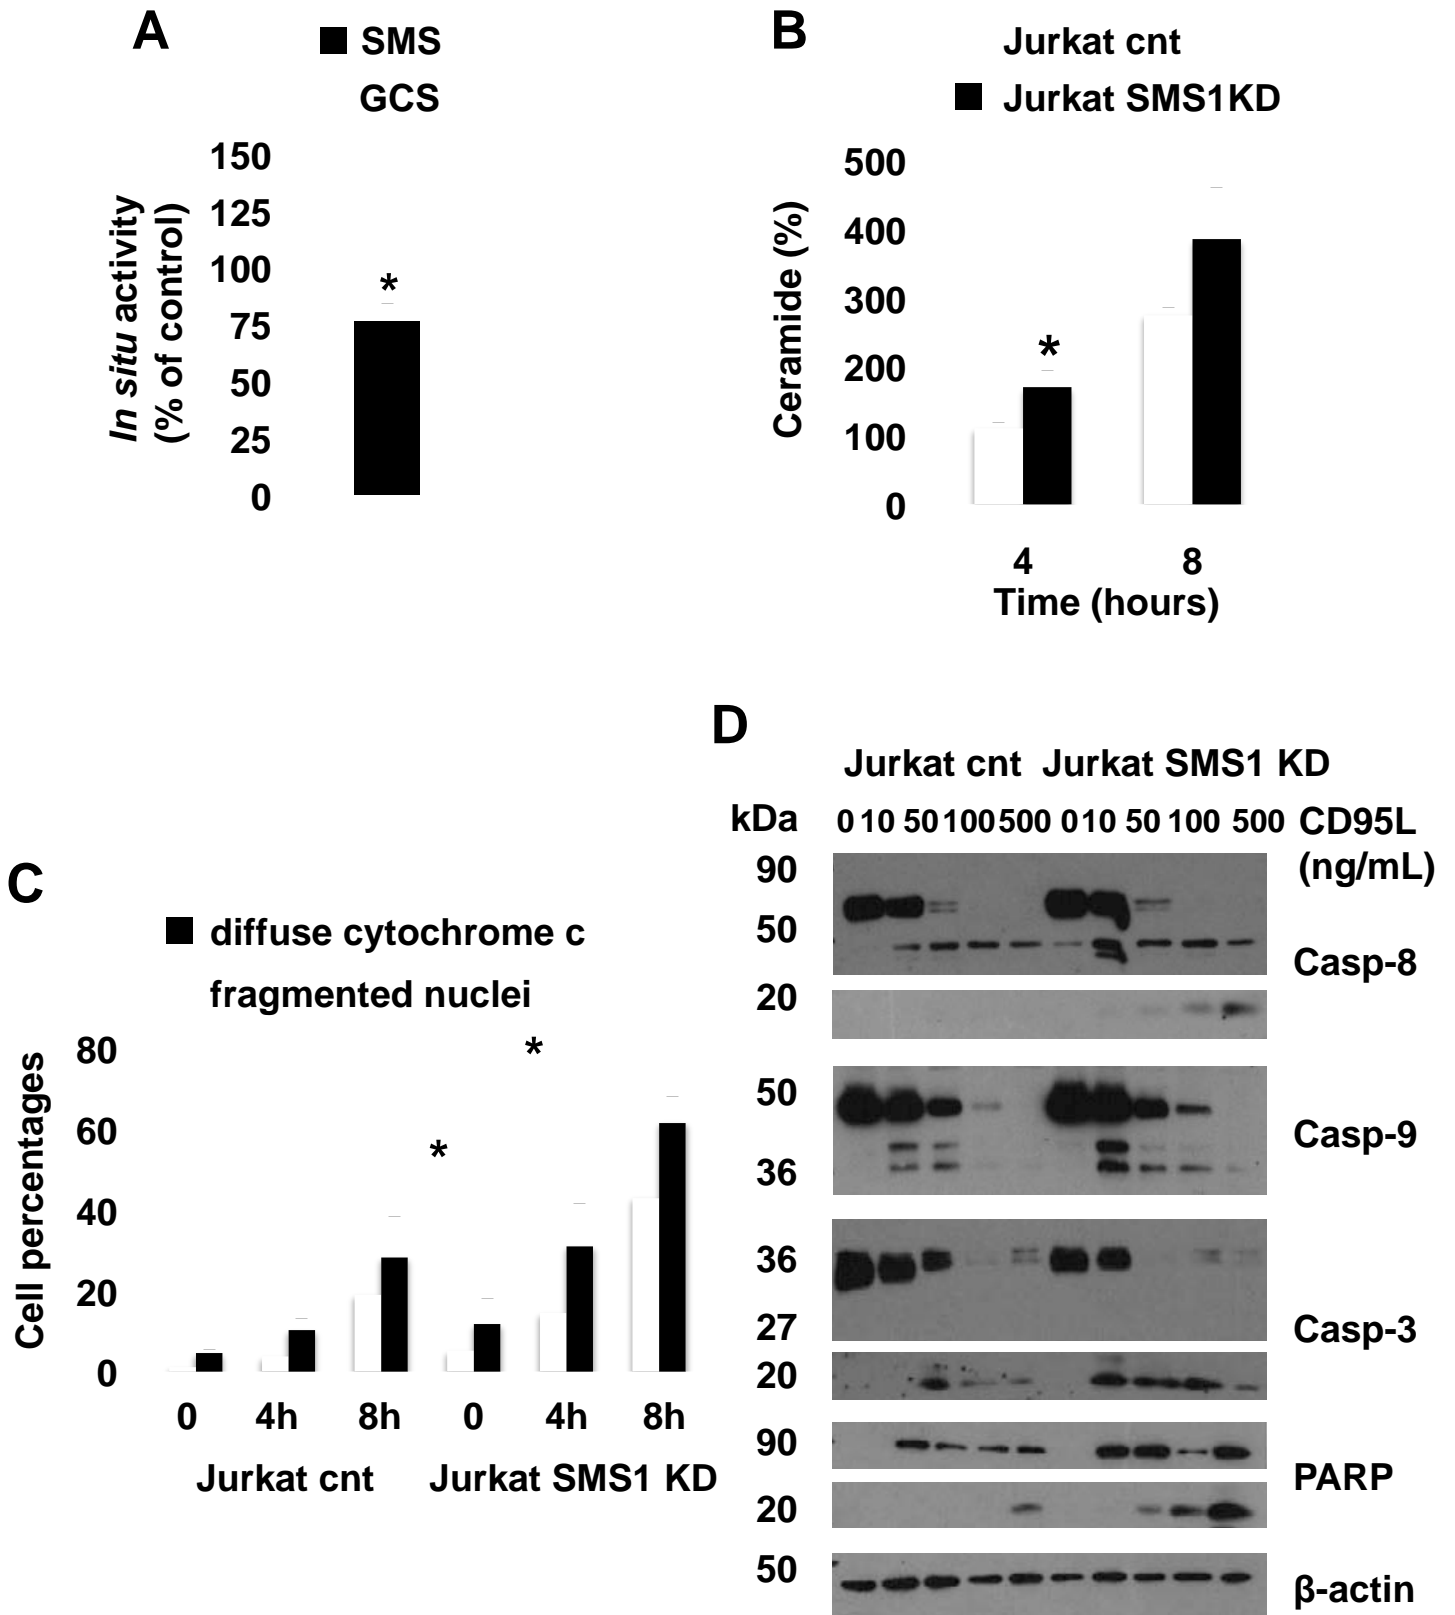 A
SMS
GCS
150
125
100
75
50
25
0
In situ activity
(% of control)
*
B
Jurkat cnt
Jurkat SMS1KD
500
400
300
200
100
0
Ceramide (%)
*
4 8
Time (hours)
C
diffuse cytochrome c
fragmented nuclei
80
60
40
20
0
Cell percentages
*
*
0 4h 8h 0 4h 8h
Jurkat cnt Jurkat SMS1 KD
D
Jurkat cnt Jurkat SMS1 KD
kDa 0 10 50 100 500 0 10 50 100 500 CD95L
(ng/mL)
90
50
Casp-8
20
50
Casp-9
36
36
27
Casp-3
20
90
PARP
20
50
β-actin